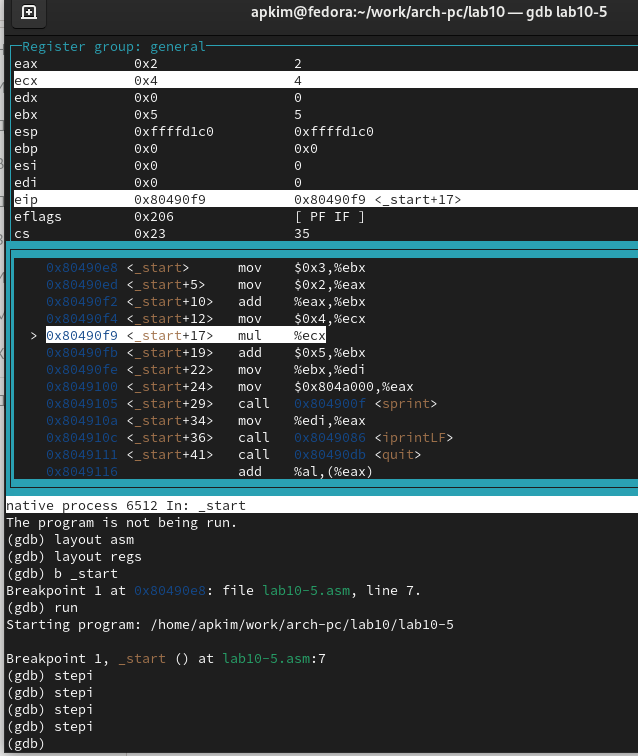 apkim@fedora:~/work/arch-pc/lab10 — gdb lab10-5
Register group: general
eax 0x2 2
ecx 0x4 4
edx 0x0 0
ebx 0x5 5
esp 0xffffd1c0 0xffffd1c0
ebp 0x0 0x0
esi 0x0 0
edi 0x0 0
eip 0x80490f9 0x80490f9 <_start+17>
eflags 0x206 [ PF IF ]
cs 0x23 35
0x80490e8 <_start> mov $0x3,%ebx
0x80490ed <_start+5> mov $0x2,%eax
0x80490f2 <_start+10> add %eax,%ebx
0x80490f4 <_start+12> mov $0x4,%ecx
> 0x80490f9 <_start+17> mul %ecx
0x80490fb <_start+19> add $0x5,%ebx
0x80490fe <_start+22> mov %ebx,%edi
0x8049100 <_start+24> mov $0x804a000,%eax
0x8049105 <_start+29> call 0x804900f <sprint>
0x804910a <_start+34> mov %edi,%eax
0x804910c <_start+36> call 0x8049086 <iprintLF>
0x8049111 <_start+41> call 0x80490db <quit>
0x8049116 add %al,(%eax)
native process 6512 In: _start
The program is not being run.
(gdb) layout asm
(gdb) layout regs
(gdb) b _start
Breakpoint 1 at 0x80490e8: file lab10-5.asm, line 7.
(gdb) run
Starting program: /home/apkim/work/arch-pc/lab10/lab10-5
Breakpoint 1, _start () at lab10-5.asm:7
(gdb) stepi
(gdb) stepi
(gdb) stepi
(gdb) stepi
(gdb)